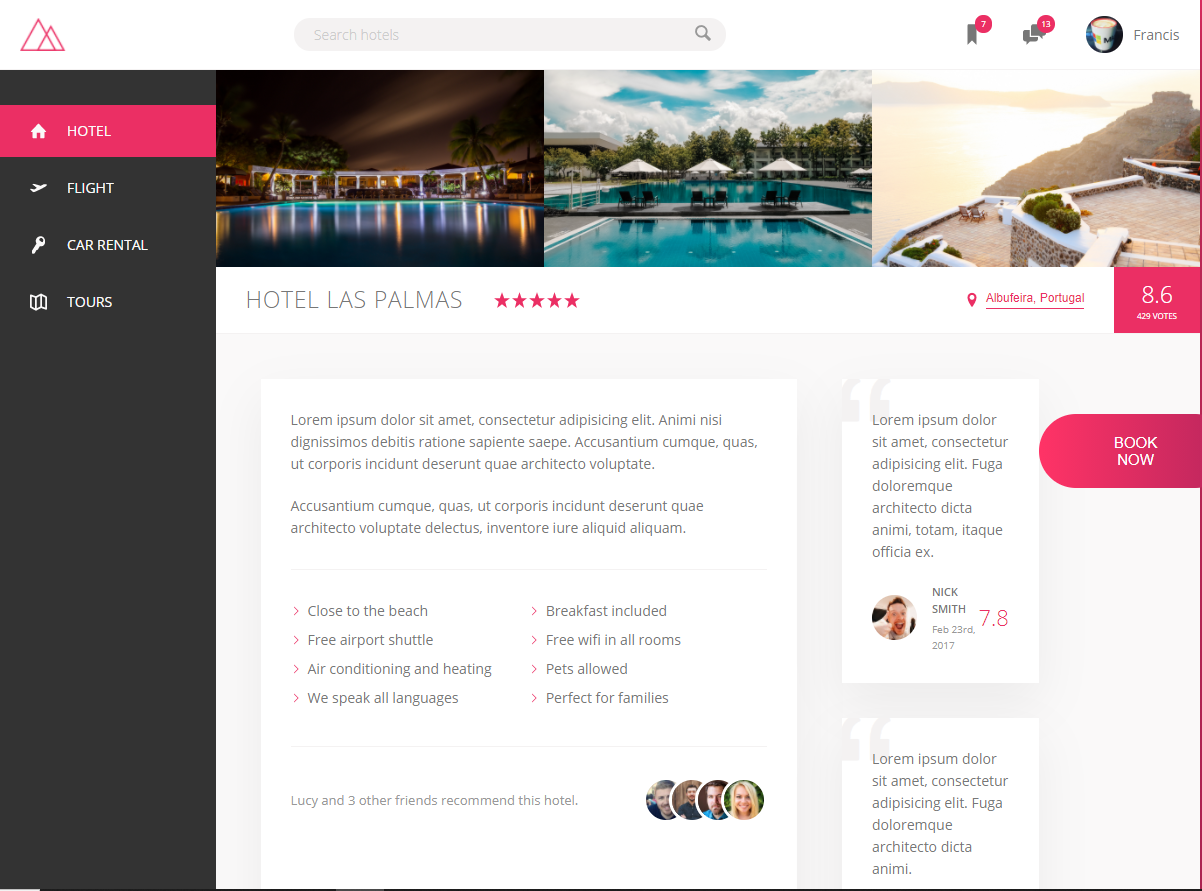 Search hotels
7
13
Francis
HOTEL
FLIGHT
CAR RENTAL
TOURS
HOTEL LAS PALMAS
Albufeira, Portugal
8.6
429 VOTES
Lorem ipsum dolor sit amet, consectetur adipisicing elit. Animi nisi
dignissimos debitis ratione sapiente saepe. Accusantium cumque, quas,
ut corporis incidunt deserunt quae architecto voluptate.
Accusantium cumque, quas, ut corporis incidunt deserunt quae
architecto voluptate delectus, inventore iure aliquid aliquam.
Close to the beach
Free airport shuttle
Air conditioning and heating
We speak all languages
Breakfast included
Free wifi in all rooms
Pets allowed
Perfect for families
Lucy and 3 other friends recommend this hotel.
“
Lorem ipsum dolor
sit amet, consectetur
adipisicing elit. Fuga
doloremque
architecto dicta
animi, totam, itaque
officia ex.
NICK
SMITH
Feb 23rd,
2017
7.8
“
Lorem ipsum dolor
sit amet, consectetur
adipisicing elit. Fuga
doloremque
architecto dicta
animi.
BOOK
NOW